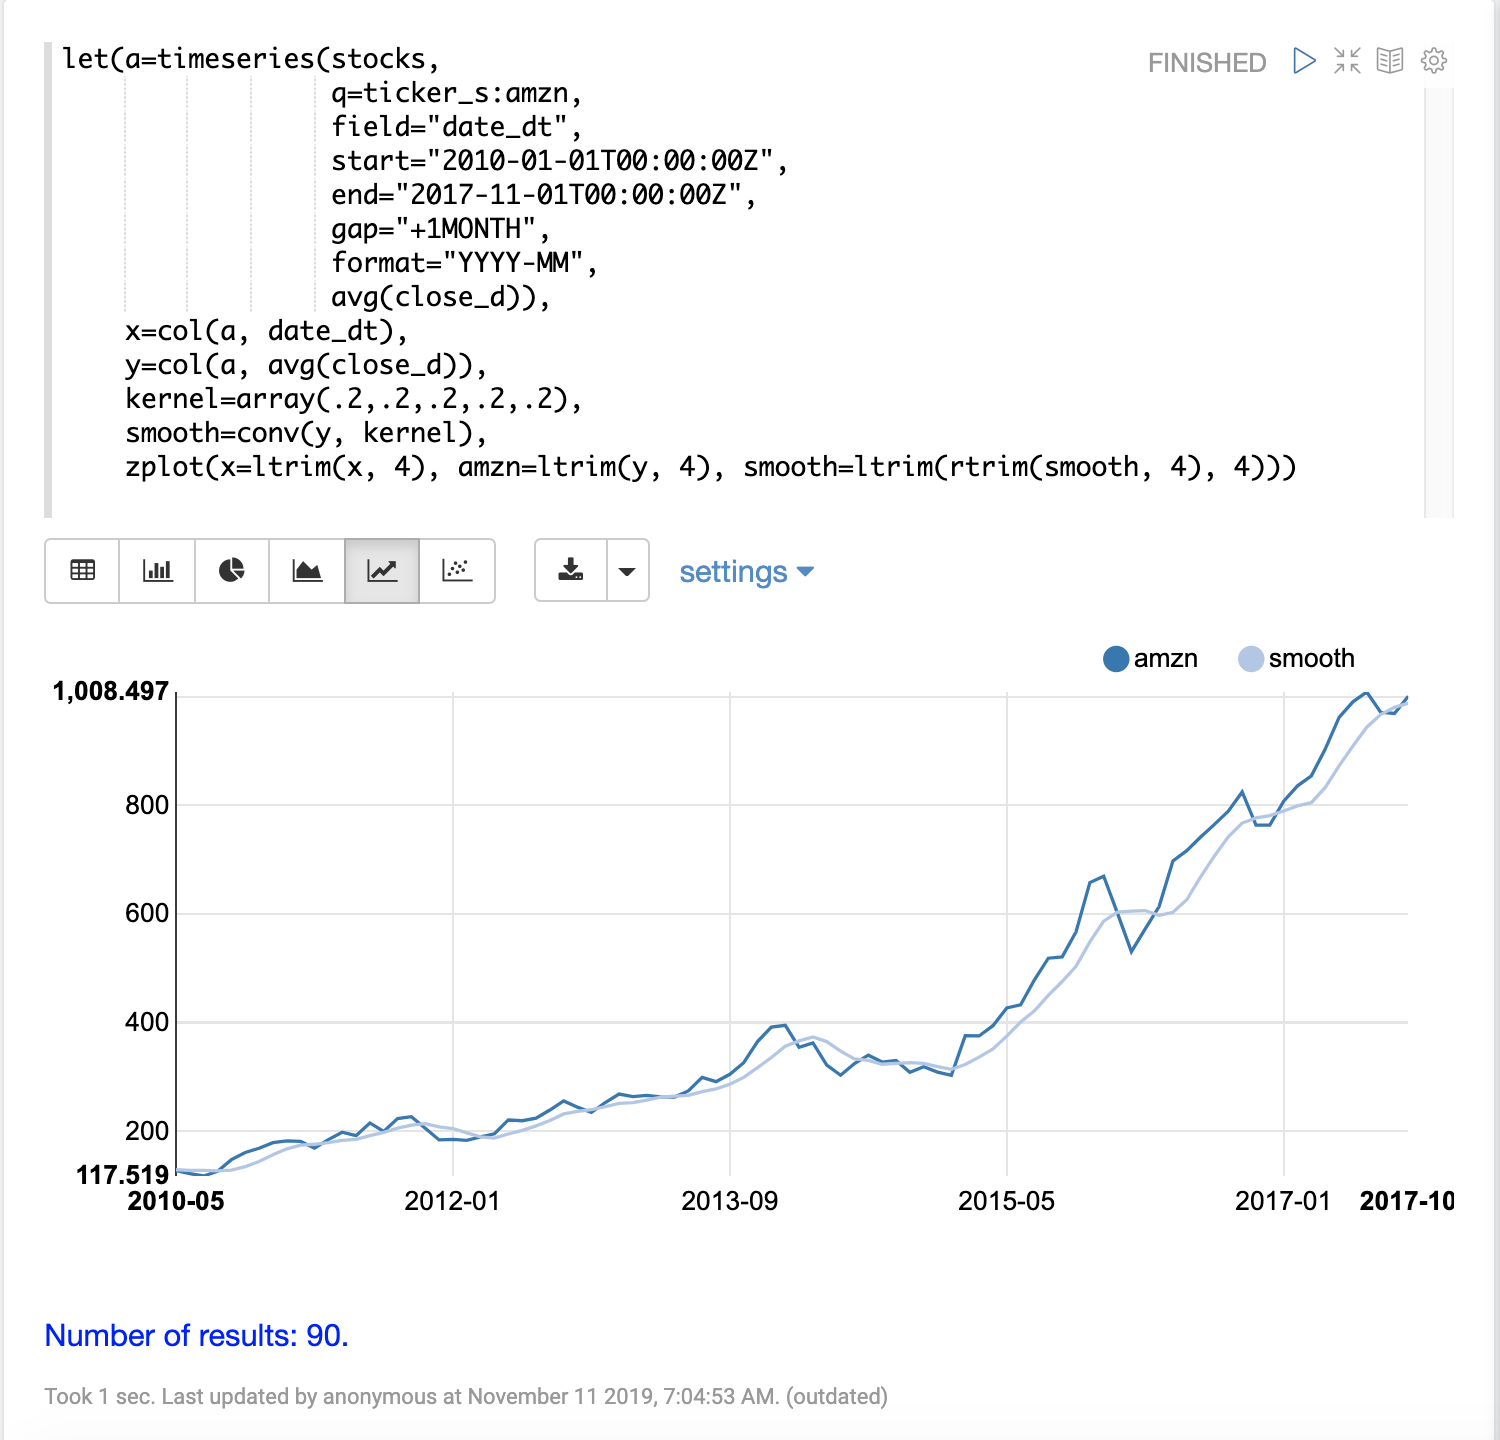 let(a=timeseries(stocks,
q=ticker_s:amzn,
field="date_dt",
start="2010-01-01T00:00:00Z",
end="2017-11-01T00:00:00Z",
gap="+1MONTH",
format="YYYY-MM",
avg(close_d)),
x=col(a, date_dt),
y=col(a, avg(close_d)),
kernel=array(.2,.2,.2,.2,.2),
smooth=conv(y, kernel),
zplot(x=ltrim(x, 4), amzn=ltrim(y, 4), smooth=ltrim(rtrim(smooth, 4), 4)))
FINISHED
settings
amzn smooth
1,008.497
800
600
400
200
117.519
2010-05 2012-01 2013-09 2015-05 2017-01 2017-10
Number of results: 90.
Took 1 sec. Last updated by anonymous at November 11 2019, 7:04:53 AM. (outdated)